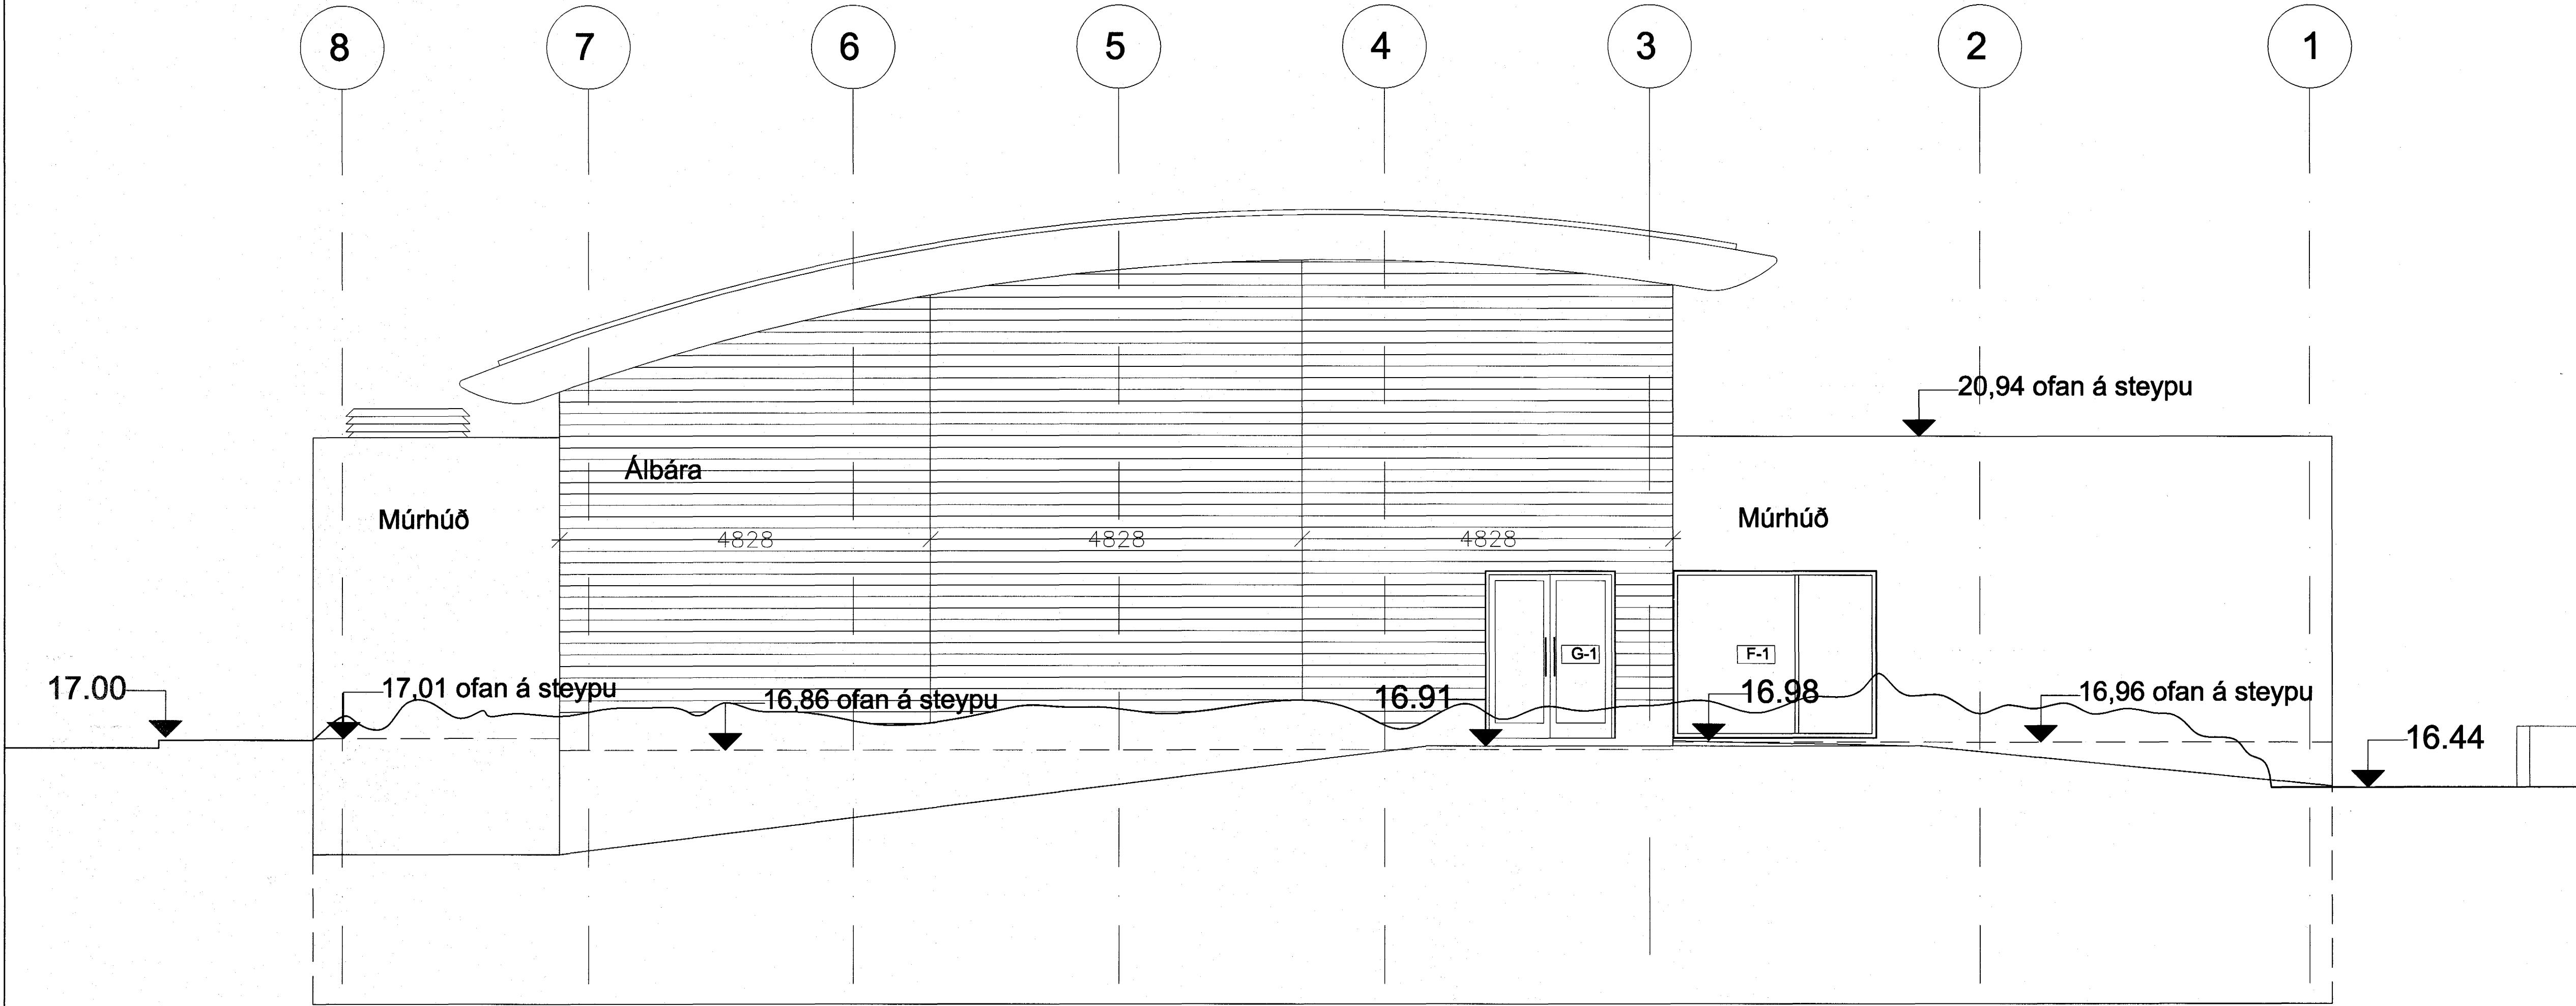 8 7 6 5 4 3 2 1
20,94 ofan á steypu
Álbára
Múrhúð
Múrhúð
4828 4828 4828
G-1
F-1
17.00
17,01 ofan á steypu
16,86 ofan á steypu
16.91
16.98
16,96 ofan á steypu
16.44